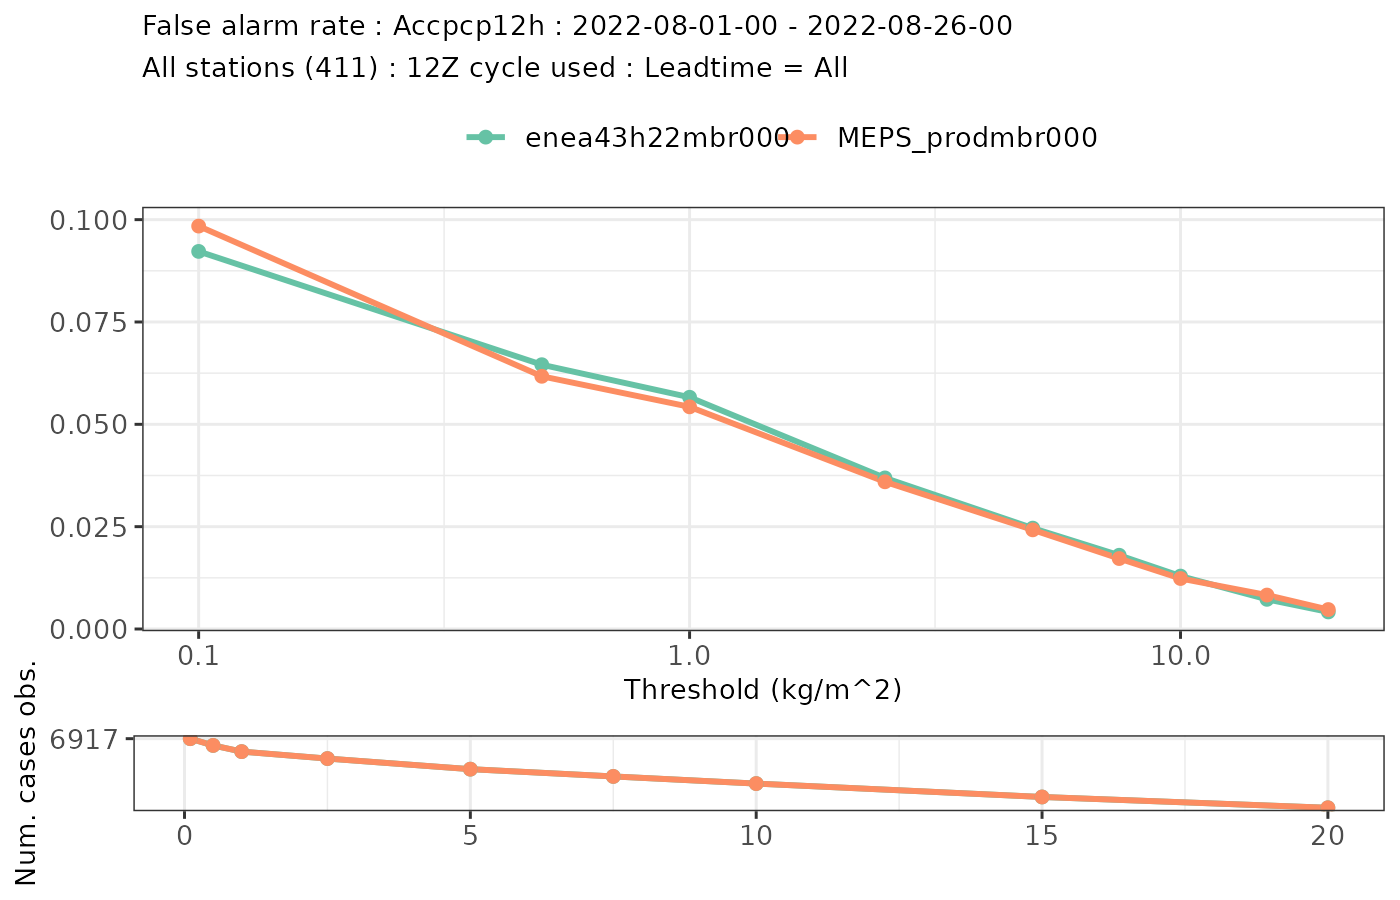 False alarm rate : Accpcp12h : 2022-08-01-00 - 2022-08-26-00
All stations (411) : 12Z cycle used : Leadtime = All
enea43h22mbr000 MEPS_prodmbr000
0.100
0.075
0.050
0.025
0.000
0.1 1.0 10.0
Threshold (kg/m^2)
Num. cases obs.
6917
0 5 10 15 20